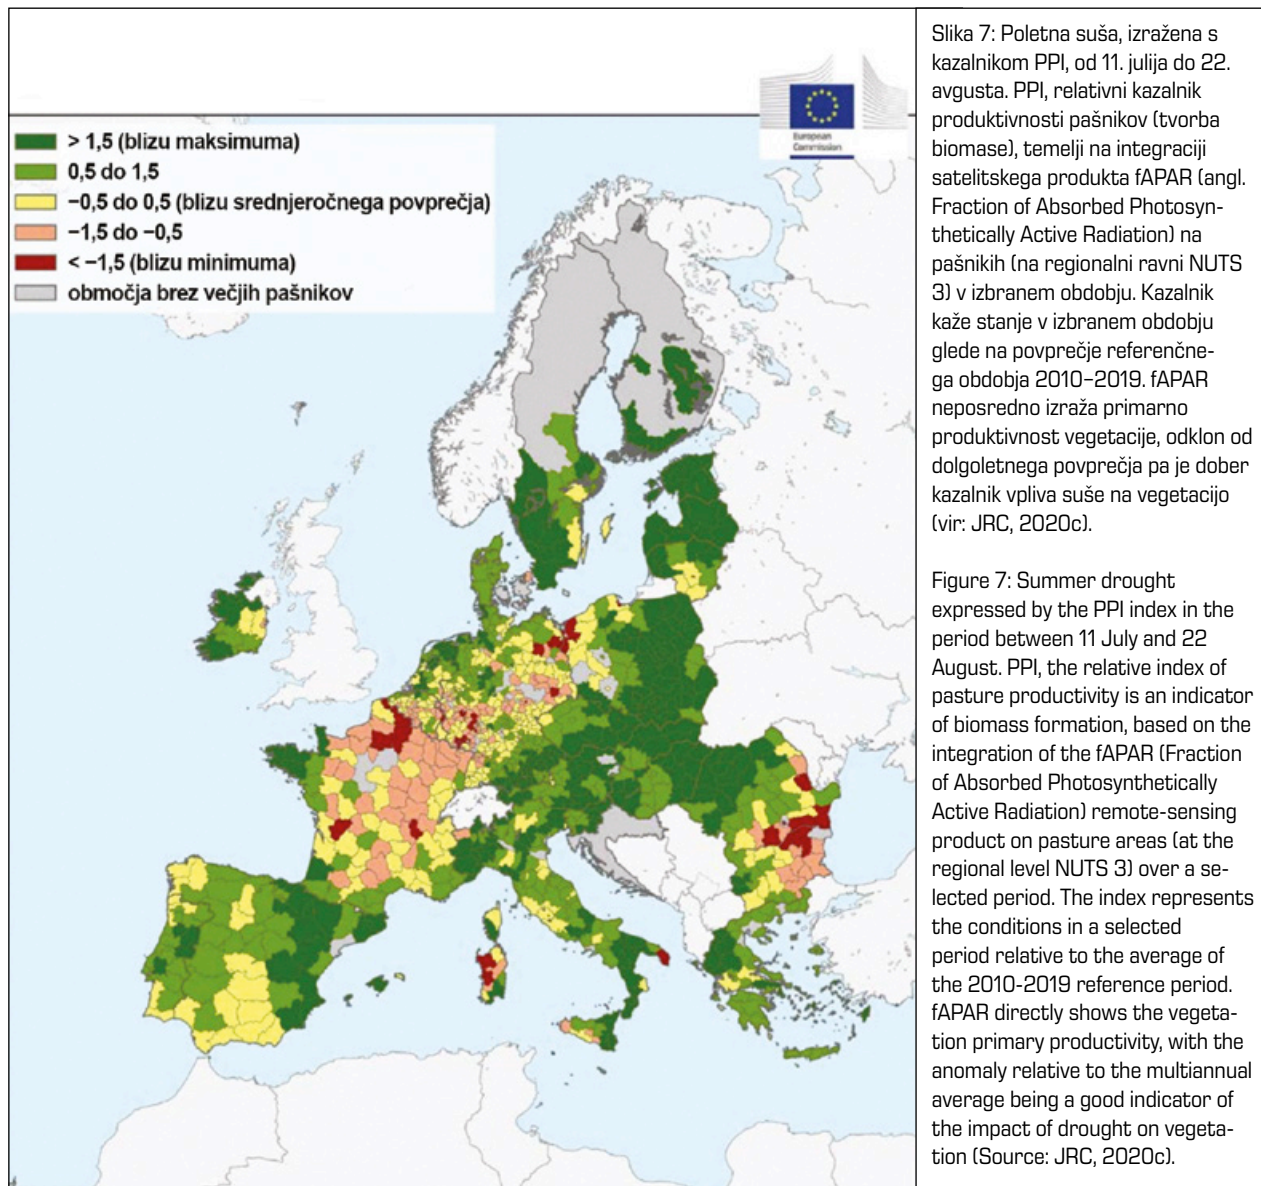 European
Commission
> 1,5 (blizu maksimuma)
0,5 do 1,5
−0,5 do 0,5 (blizu srednjeročnega povprečja)
−1,5 do −0,5
< −1,5 (blizu minimuma)
območja brez večjih pašnikov
Slika 7: Poletna suša, izražena s
kazalnikom PPI, od 11. julija do 22.
avgusta. PPI, relativni kazalnik
produktivnosti pašnikov (tvorba
biomase), temelji na integraciji
satelitskega produkta fAPAR (angl.
Fraction of Absorbed Photosyn-
thetically Active Radiation) na
pašnikih (na regionalni ravni NUTS
3) v izbranem obdobju. Kazalnik
kaže stanje v izbranem obdobju
glede na povprečje referenčne-
ga obdobja 2010–2019. fAPAR
neposredno izraža primarno
produktivnost vegetacije, odklon od
dolgoletnega povprečja pa je dober
kazalnik vpliva suše na vegetacijo
(vir: JRC, 2020c).
Figure 7: Summer drought
expressed by the PPI index in the
period between 11 July and 22
August. PPI, the relative index of
pasture productivity is an indicator
of biomass formation, based on the
integration of the fAPAR (Fraction
of Absorbed Photosynthetically
Active Radiation) remote-sensing
product on pasture areas (at the
regional level NUTS 3) over a se-
lected period. The index represents
the conditions in a selected
period relative to the average of
the 2010-2019 reference period.
fAPAR directly shows the vegeta-
tion primary productivity, with the
anomaly relative to the multiannual
average being a good indicator of
the impact of drought on vegeta-
tion (Source: JRC, 2020c).